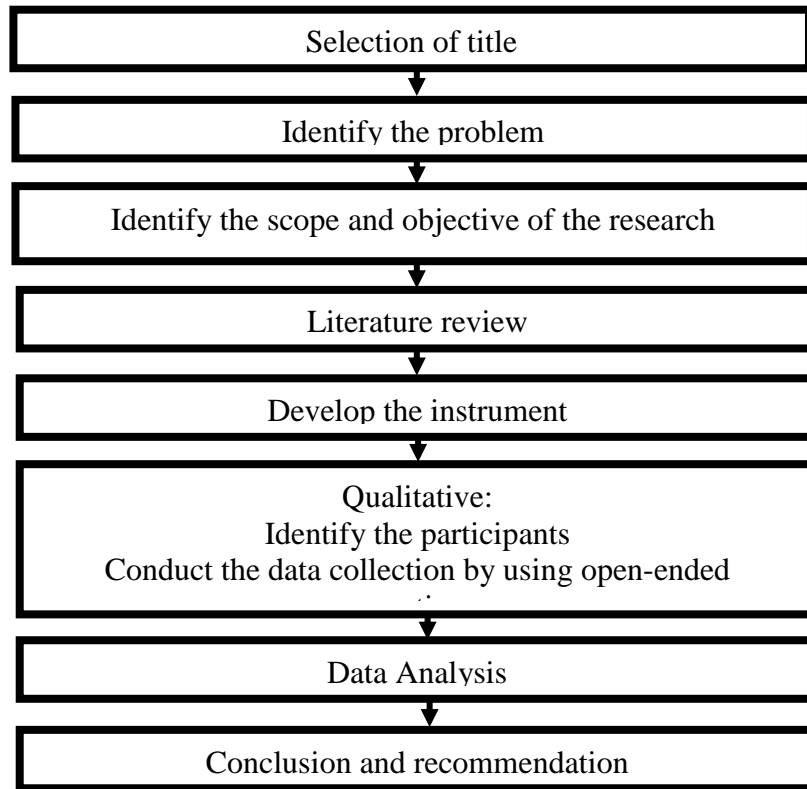 Selection of title
Identify the problem
Identify the scope and objective of the research
Literature review
Develop the instrument
Qualitative:
Identify the participants
Conduct the data collection by using open-ended
Data Analysis
Conclusion and recommendation